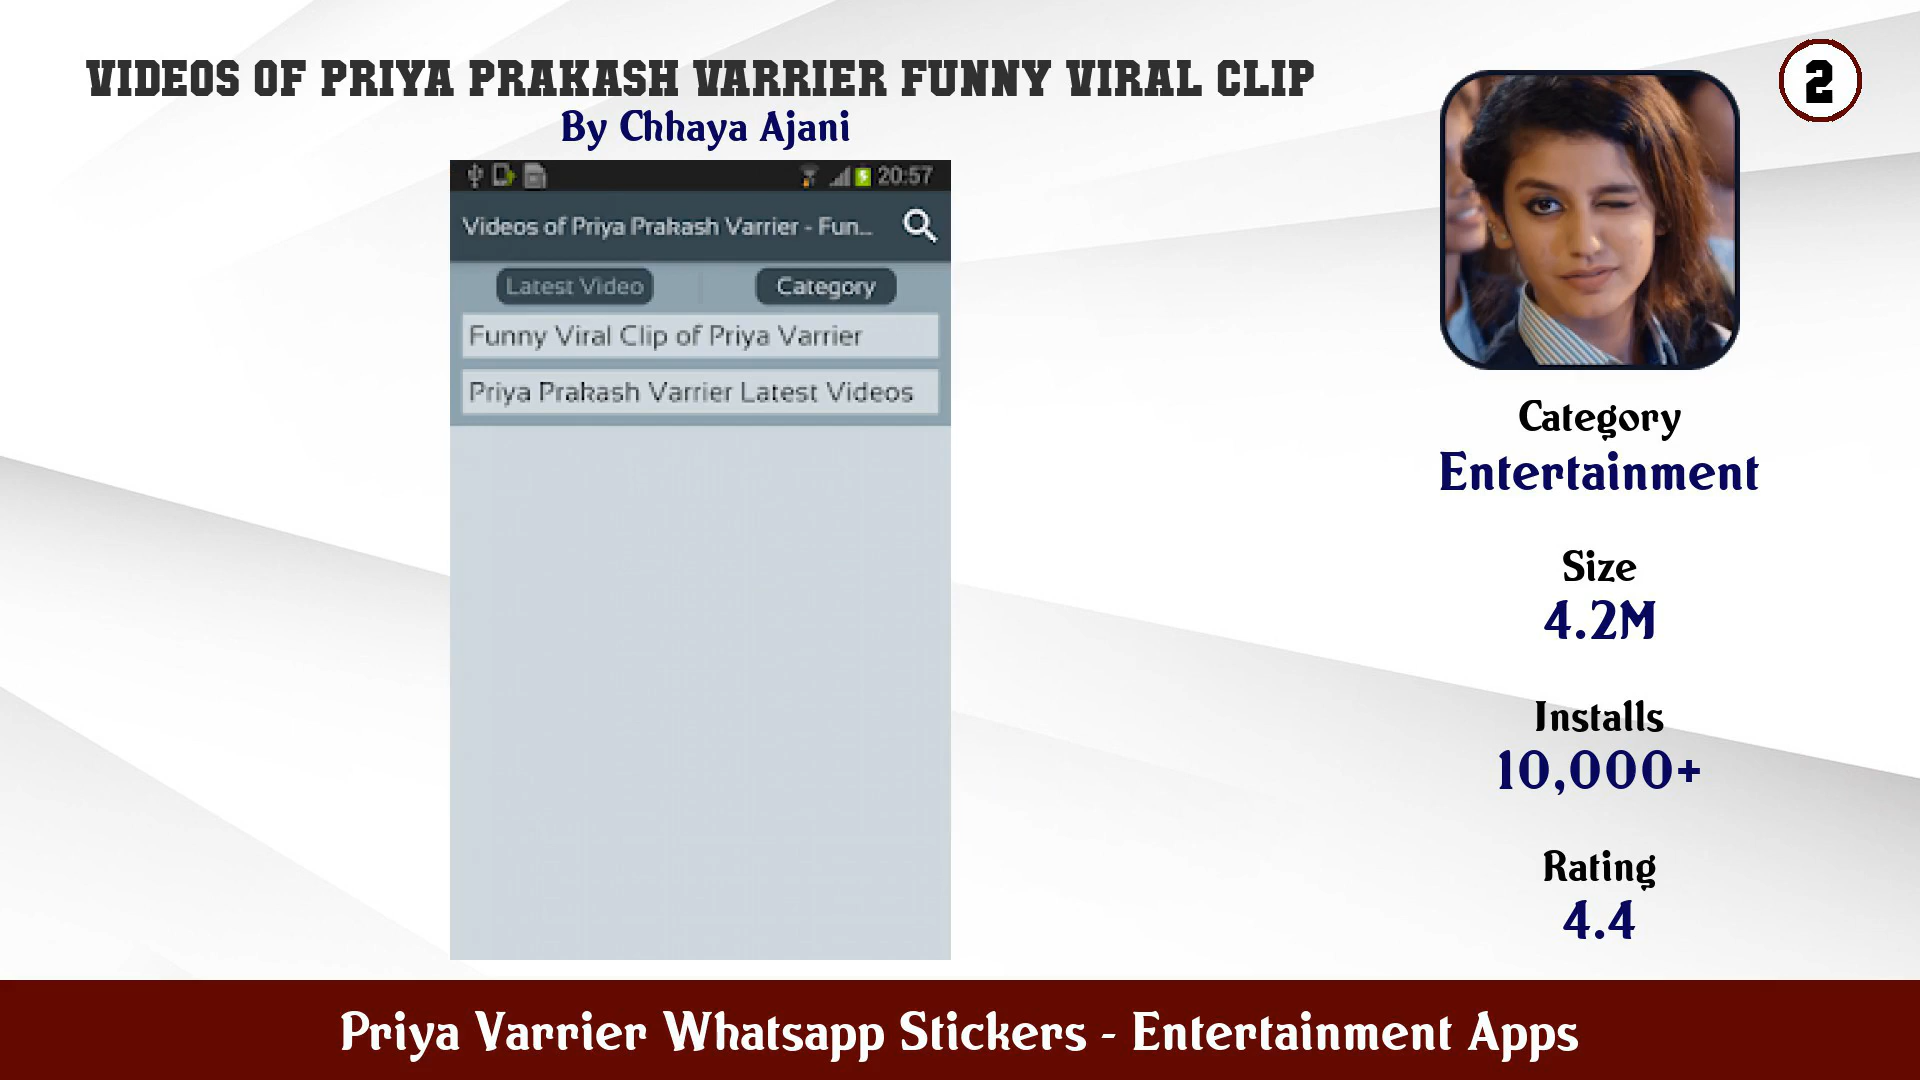 VIDEOS OF PRIYA PRAKASH VARRIER FUNNY VIRAL CLIP
2
By Chhaya Ajani
20:57
Videos of Priya Prakash Varrier - Fun...
Latest Video
Category
Funny Viral Clip of Priya Varrier
Priya Prakash Varrier Latest Videos
Category
Entertainment
Size
4.2M
Installs
10,000+
Rating
4.4
Priya Varrier Whatsapp Stickers - Entertainment Apps